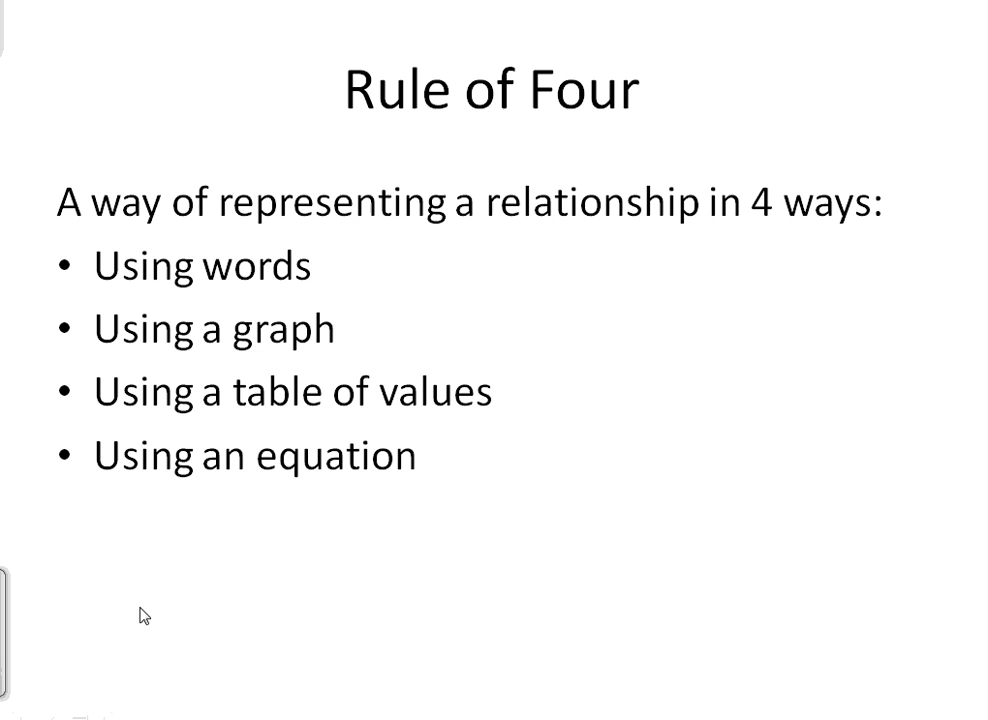 Rule of Four
A way of representing a relationship in 4 ways:
• Using words
• Using a graph
• Using a table of values
• Using an equation